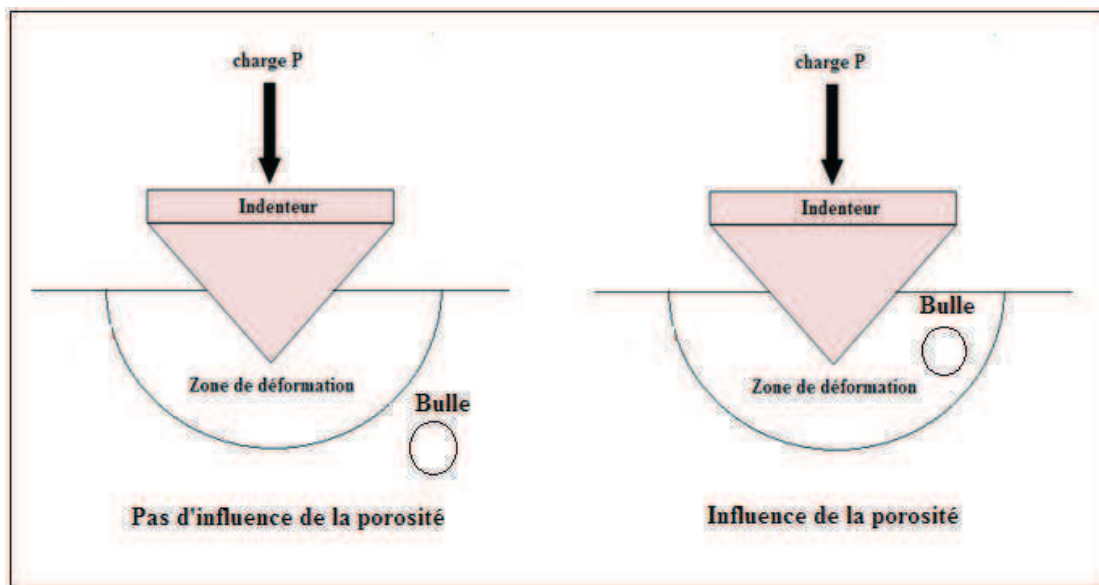 charge P
Indenteur
Zone de déformation
Bulle
Pas d'influence de la porosité
charge P
Indenteur
Bulle
Zone de déformation
Influence de la porosité